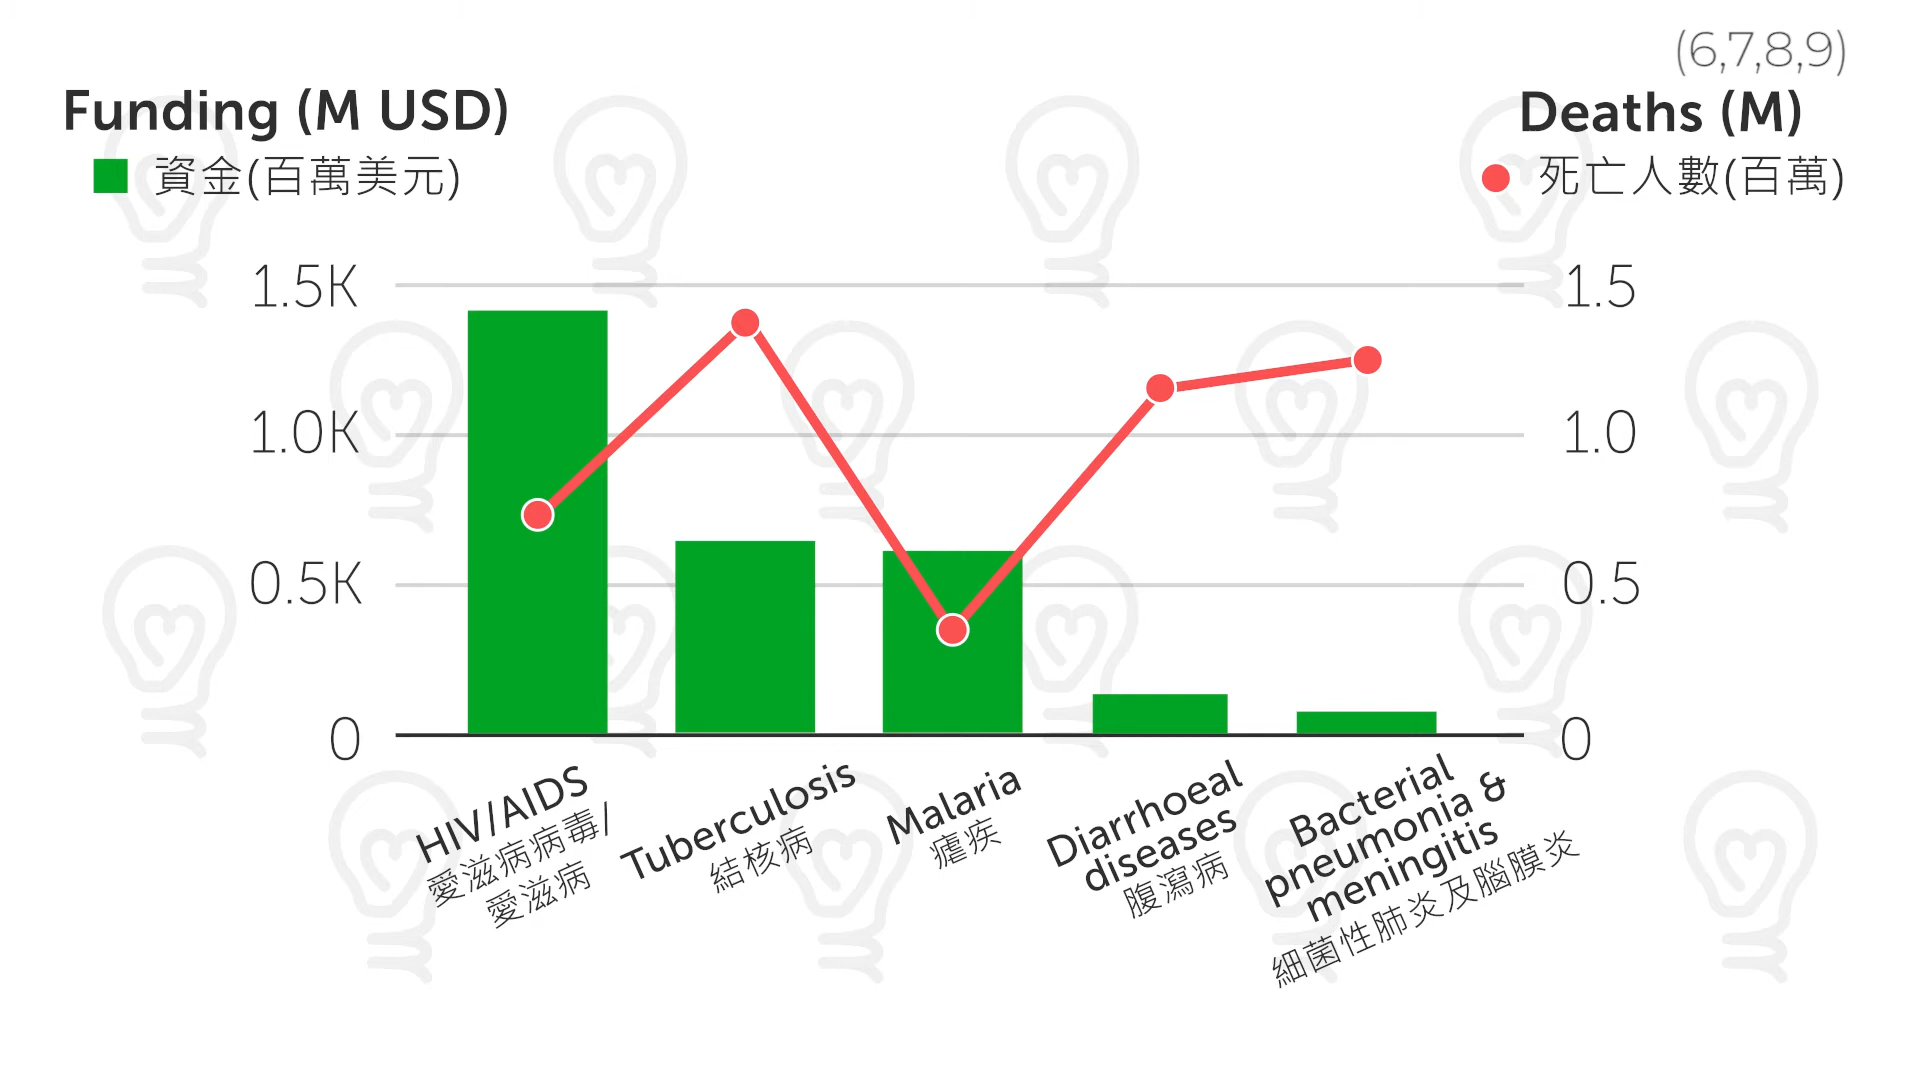 (6,7,8,9)
Funding (M USD)
資金(百萬美元)
Deaths (M)
死亡人數(百萬)
1.5K
1.0K
0.5K
0
1.5
1.0
0.5
0
HIV/AIDS
愛滋病病毒/
愛滋病
Tuberculosis
結核病
Malaria
瘧疾
Diarrhoeal
diseases
腹瀉病
Bacterial
pneumonia &
meningitis
細菌性肺炎及腦膜炎